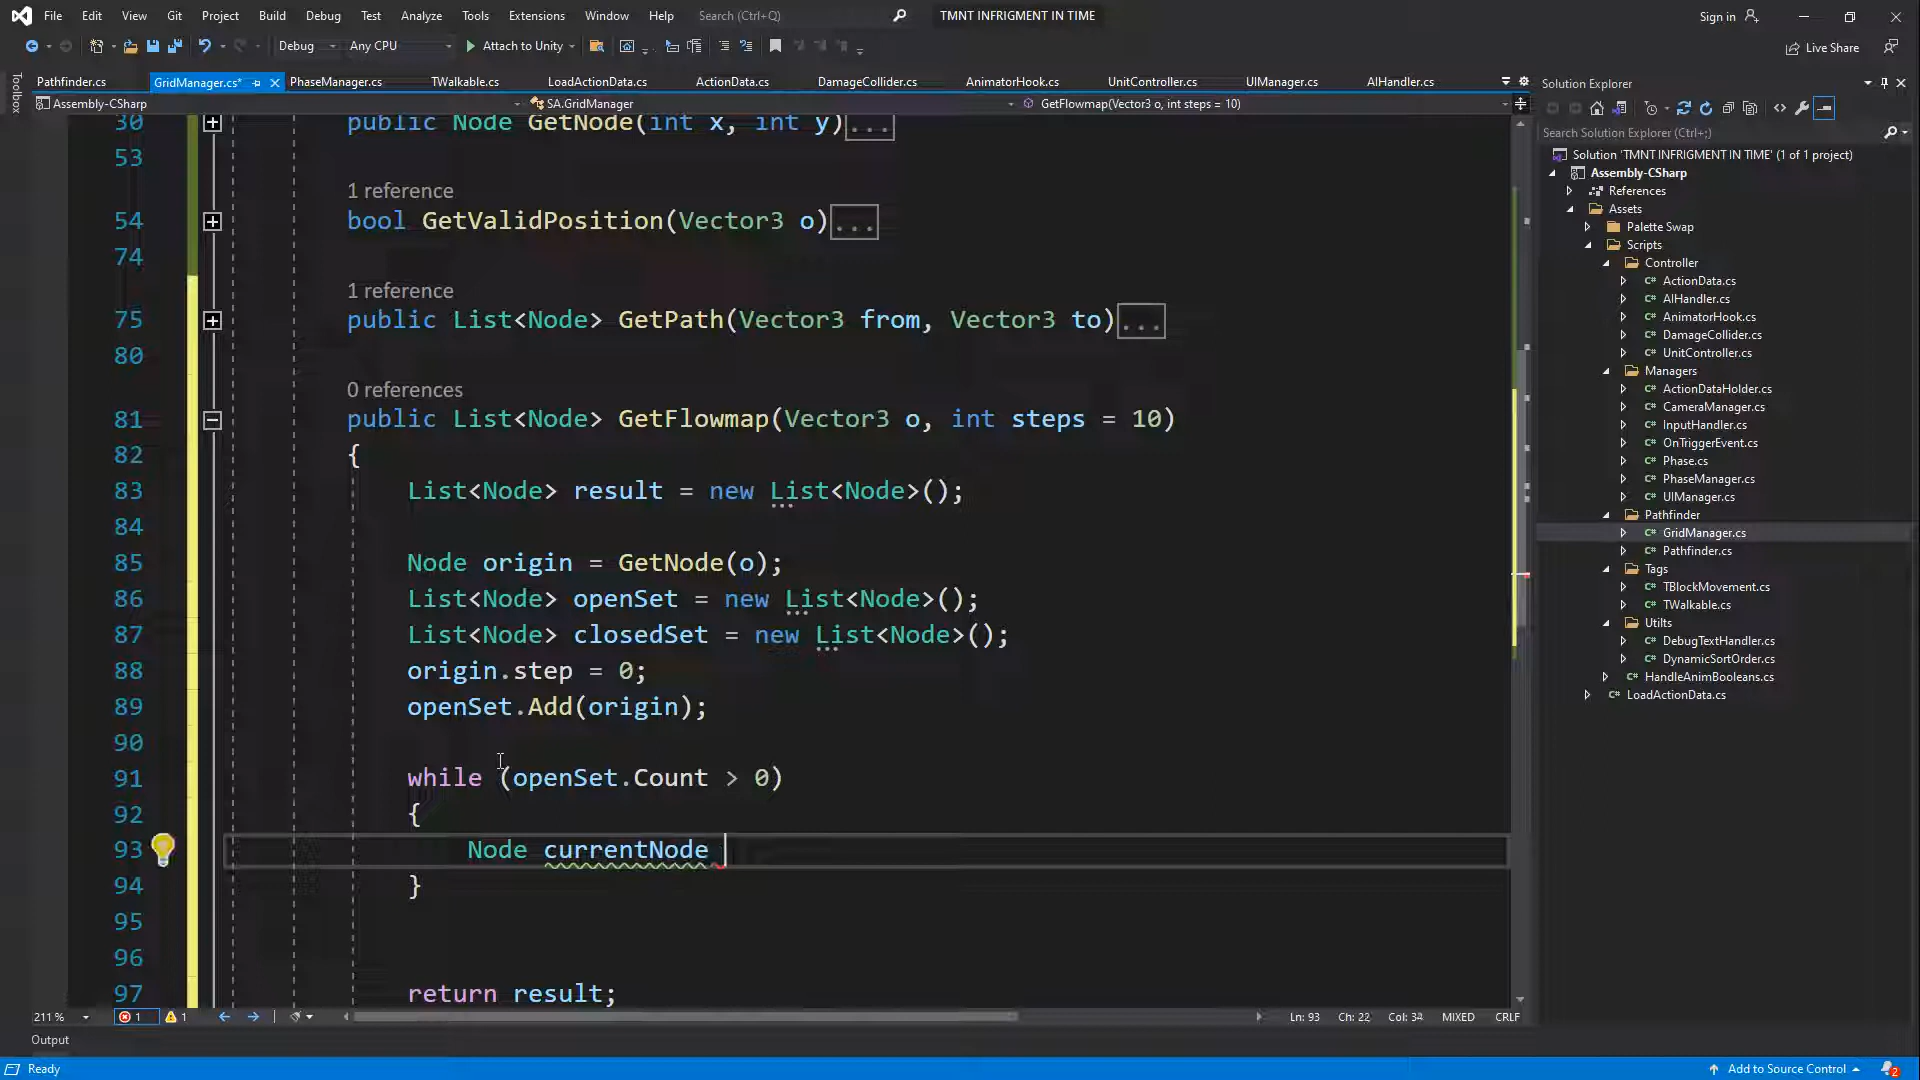 File Edit View Git Project Build Debug Test Analyze Tools Extensions Window Help Search (Ctrl+Q) TMNT INFRIGMENT IN TIME Sign in
Debug Any CPU Attach to Unity Live Share
Toolbox
Pathfinder.cs GridManager.cs* PhaseManager.cs TWalkable.cs LoadActionData.cs ActionData.cs DamageCollider.cs AnimatorHook.cs UnitController.cs UIManager.cs AIHandler.cs
Assembly-CSharp SA.GridManager GetFlowmap(Vector3 o, int steps = 10)
30 public Node GetNode(int x, int y)...
53
1 reference
54 bool GetValidPosition(Vector3 o)...
74
1 reference
75 public List<Node> GetPath(Vector3 from, Vector3 to)...
80
0 references
81 public List<Node> GetFlowmap(Vector3 o, int steps = 10)
82 {
83 List<Node> result = new List<Node>();
84
85 Node origin = GetNode(o);
86 List<Node> openSet = new List<Node>();
87 List<Node> closedSet = new List<Node>();
88 origin.step = 0;
89 openSet.Add(origin);
90
91 while (openSet.Count > 0)
92 {
93 Node currentNode
94 }
95
96
97 return result;
211 % 1 1 Ln: 93 Ch: 22 Col: 34 MIXED CRLF
Output
Ready Add to Source Control 2
Solution Explorer
Search Solution Explorer (Ctrl+;)
Solution 'TMNT INFRIGMENT IN TIME' (1 of 1 project)
Assembly-CSharp
References
Assets
Palette Swap
Scripts
Controller
C# ActionData.cs
C# AIHandler.cs
C# AnimatorHook.cs
C# DamageCollider.cs
C# UnitController.cs
Managers
C# ActionDataHolder.cs
C# CameraManager.cs
C# InputHandler.cs
C# OnTriggerEvent.cs
C# Phase.cs
C# PhaseManager.cs
C# UIManager.cs
Pathfinder
C# GridManager.cs
C# Pathfinder.cs
Tags
C# TBlockMovement.cs
C# TWalkable.cs
Utilts
C# DebugTextHandler.cs
C# DynamicSortOrder.cs
C# HandleAnimBooleans.cs
C# LoadActionData.cs